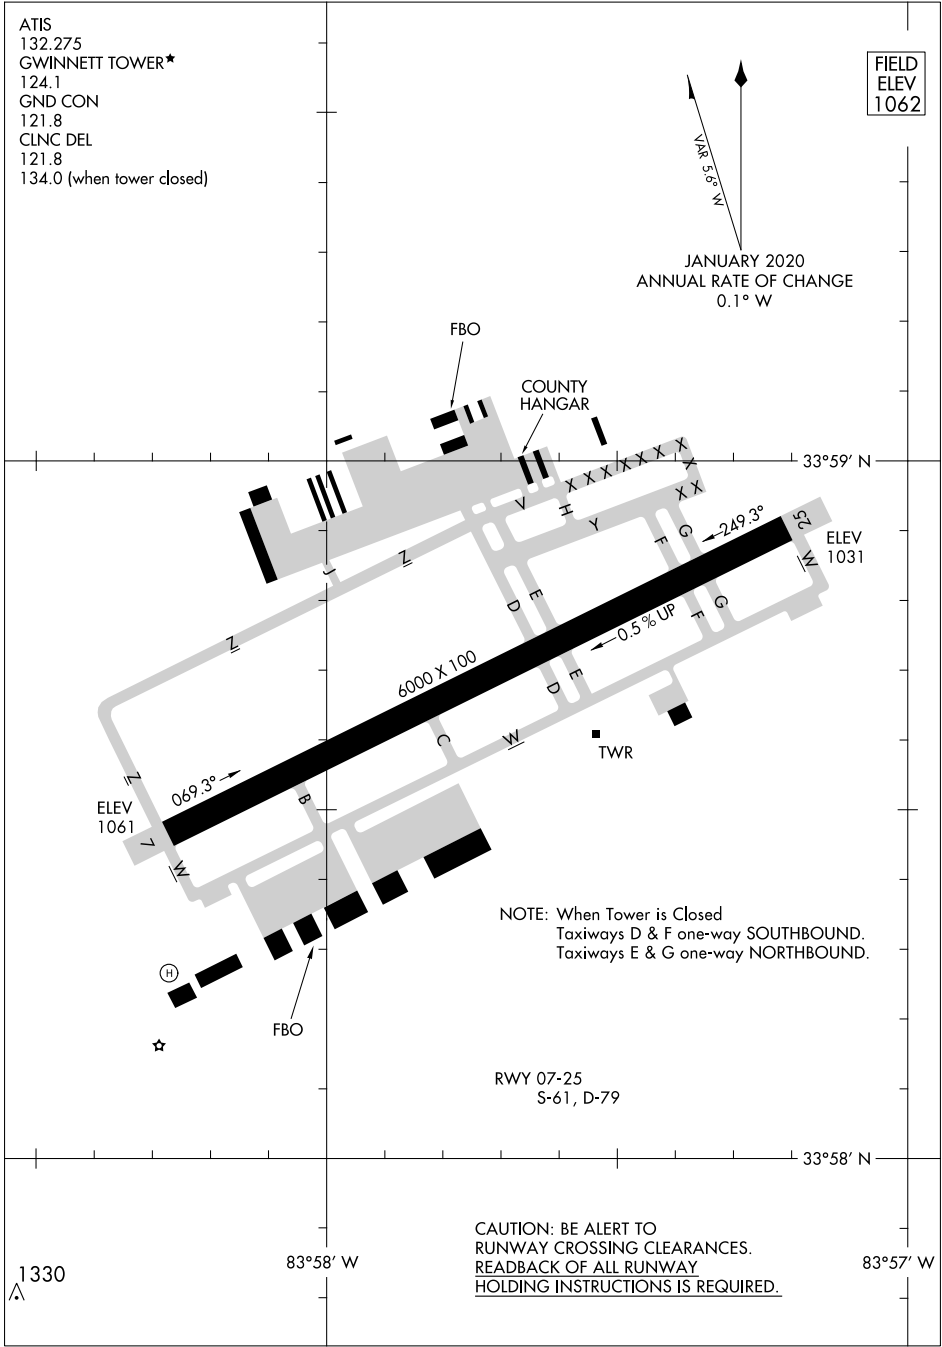 ATIS
132.275
GWINNETT TOWER★
124.1
GND CON
121.8
CLNC DEL
121.8
134.0 (when tower closed)
FIELD
ELEV
1062
VAR 5.6° W
JANUARY 2020
ANNUAL RATE OF CHANGE
0.1° W
FBO
COUNTY
HANGAR
33°59' N
X X X X X X X
X
X X
V
H
Y
G
F
249.3°
25
ELEV
1031
W
J
Z
Z
D
E
G
F
0.5% UP
6000 X 100
E
D
C
W
TWR
Z
069.3°
B
ELEV
1061
7
W
NOTE: When Tower is Closed
Taxiways D & F one-way SOUTHBOUND.
Taxiways E & G one-way NORTHBOUND.
H
FBO
RWY 07-25
S-61, D-79
33°58' N
CAUTION: BE ALERT TO
RUNWAY CROSSING CLEARANCES.
READBACK OF ALL RUNWAY
HOLDING INSTRUCTIONS IS REQUIRED.
83°58' W
83°57' W
1330